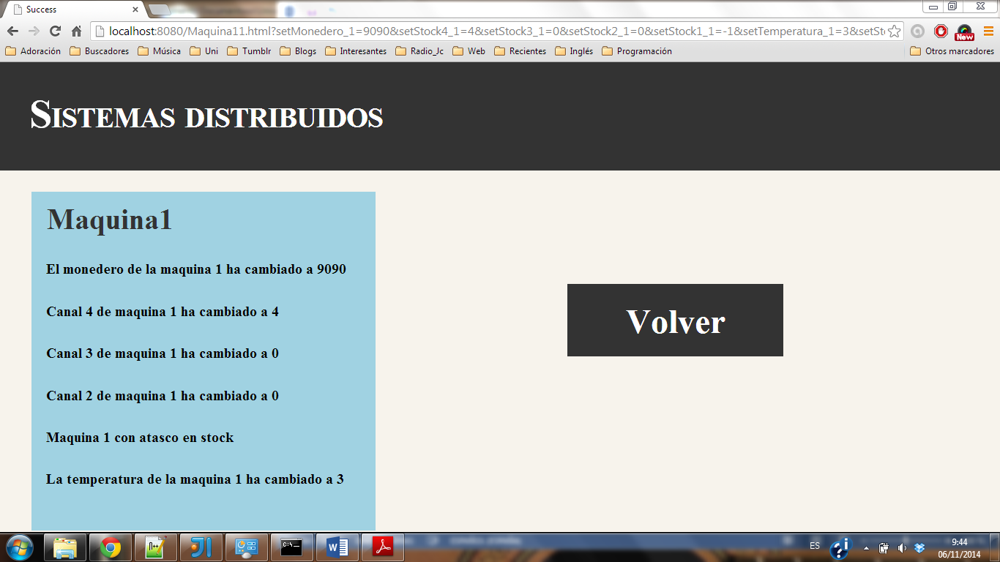 Success
localhost:8080/Maquina11.html?setMonedero_1=9090&setStock4_1=4&setStock3_1=0&setStock2_1=0&setStock1_1=-1&setTemperatura_1=3&setSt
New
Adoración Buscadores Música Uni Tumblr Blogs Interesantes Radio_Jc Web Recientes Inglés Programación Otros marcadores
SISTEMAS DISTRIBUIDOS
Maquina1
El monedero de la maquina 1 ha cambiado a 9090
Canal 4 de maquina 1 ha cambiado a 4
Canal 3 de maquina 1 ha cambiado a 0
Canal 2 de maquina 1 ha cambiado a 0
Maquina 1 con atasco en stock
La temperatura de la maquina 1 ha cambiado a 3
Volver
ES
9:44
06/11/2014